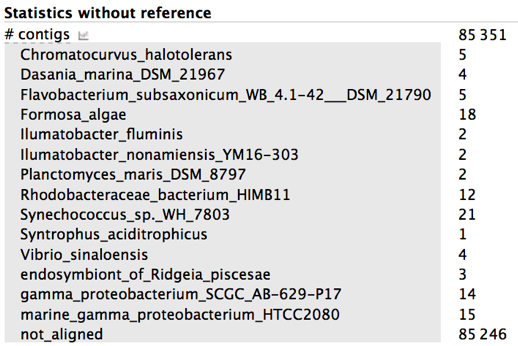 Statistics without reference
# contigs 85 351
Chromatocurvus_halotolerans 5
Dasania_marina_DSM_21967 4
Flavobacterium_subsaxonicum_WB_4.1-42___DSM_21790 5
Formosa_algae 18
Ilumatobacter_fluminis 2
Ilumatobacter_nonamiensis_YM16-303 2
Planctomyces_maris_DSM_8797 2
Rhodobacteraceae_bacterium_HIMB11 12
Synechococcus_sp._WH_7803 21
Syntrophus_aciditrophicus 1
Vibrio_sinaloensis 4
endosymbiont_of_Ridgeia_piscesae 3
gamma_proteobacterium_SCGC_AB-629-P17 14
marine_gamma_proteobacterium_HTCC2080 15
not_aligned 85 246